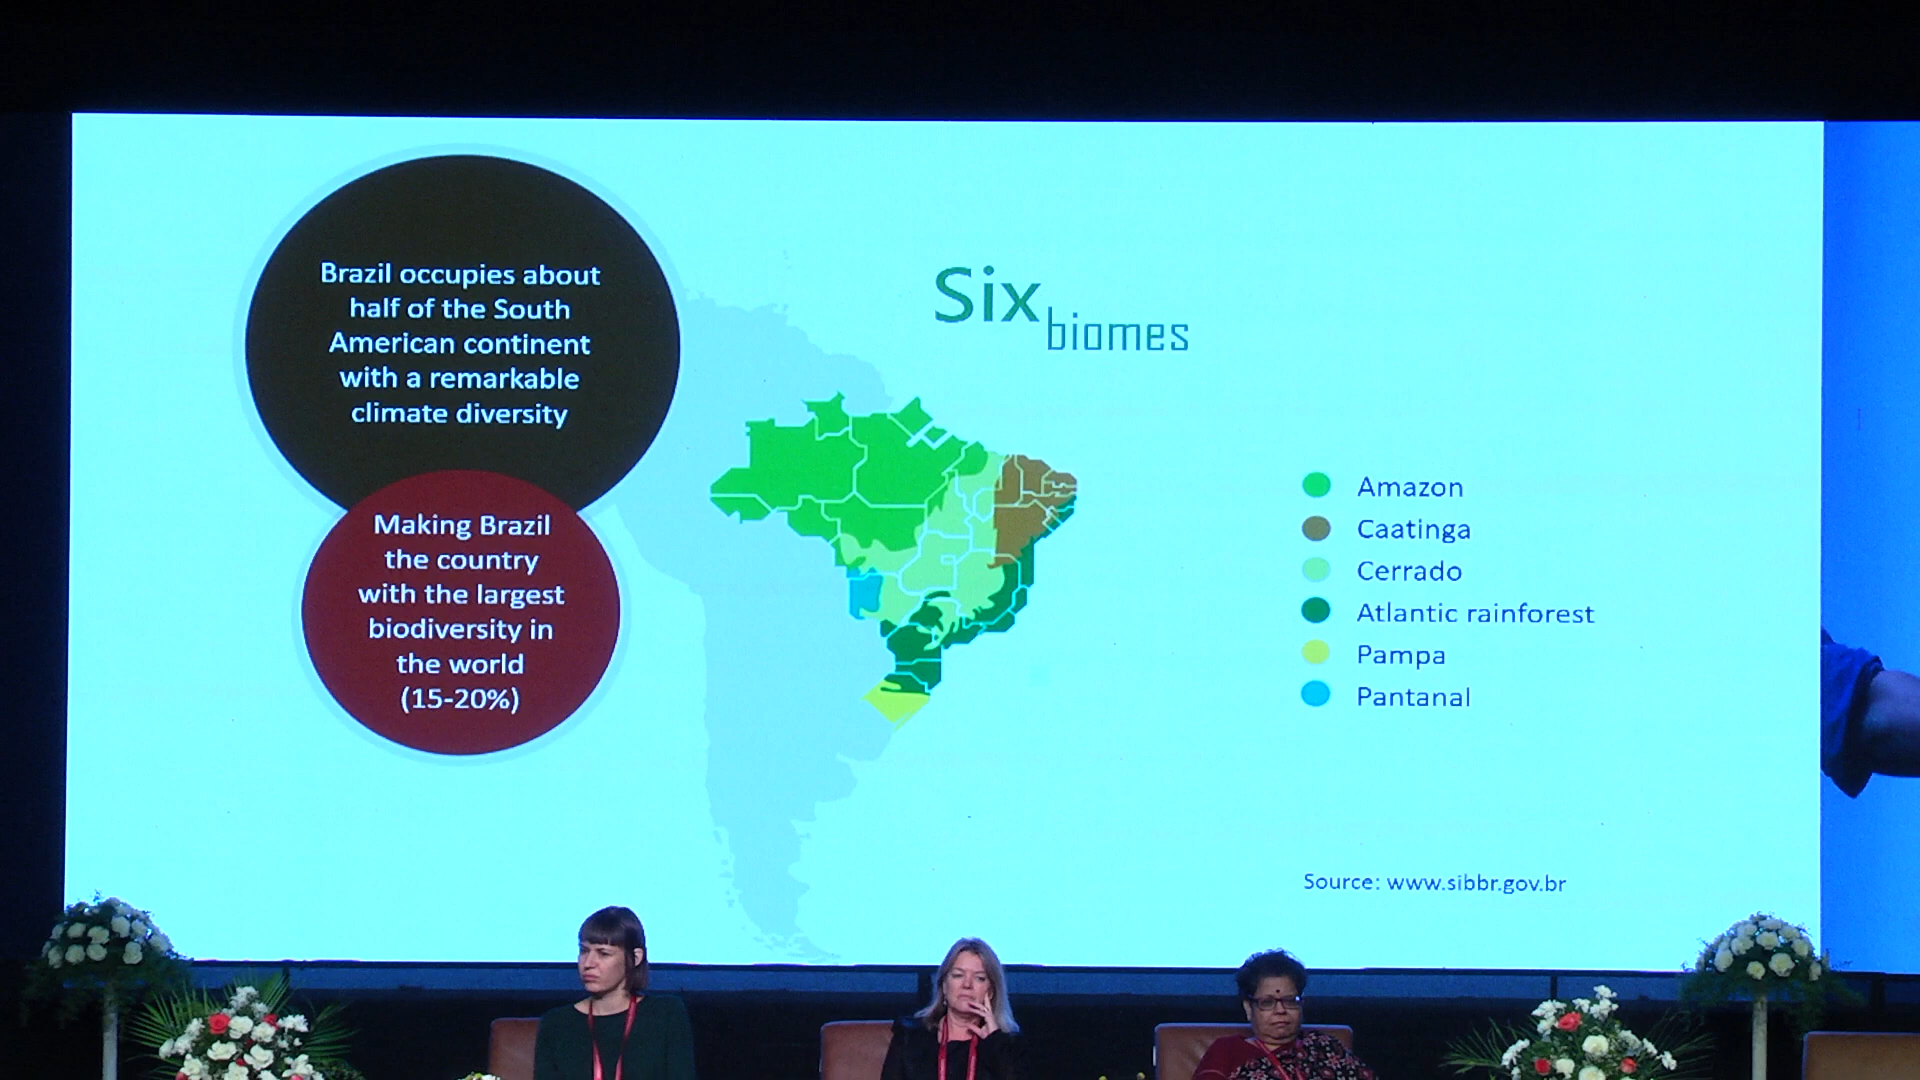 Brazil occupies about
half of the South
American continent
with a remarkable
climate diversity
Making Brazil
the country
with the largest
biodiversity in
the world
(15-20%)
Six
biomes
Amazon
Caatinga
Cerrado
Atlantic rainforest
Pampa
Pantanal
Source: www.sibbr.gov.br